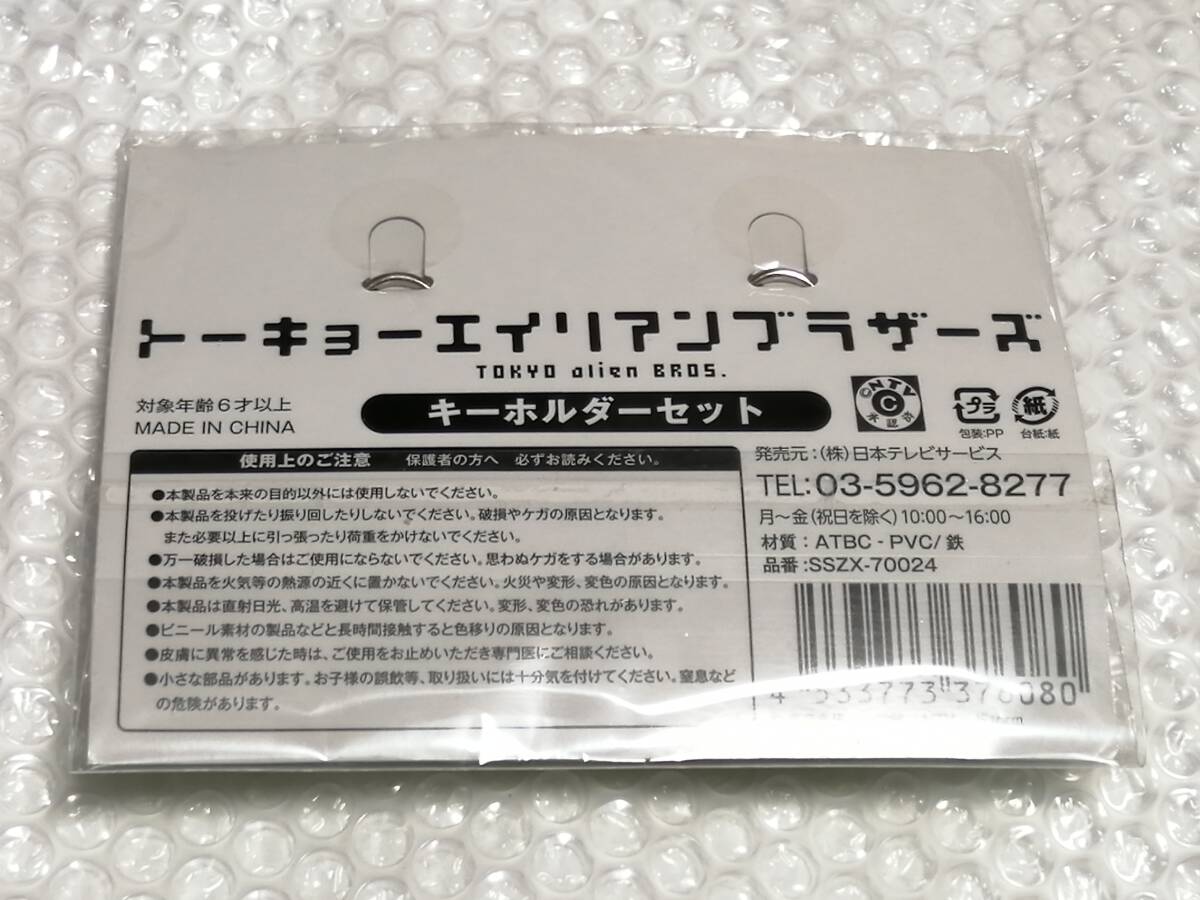 トーキョーエイリアンブラザーズ
TOKYO alien BROS.
対象年齢6才以上
MADE IN CHINA
キーホルダーセット
NTV
C
承認済
プラ
包装:PP
紙
台紙:紙
使用上のご注意 保護者の方へ 必ずお読みください。
●本製品を本来の目的以外には使用しないでください。
●本製品を投げたり振り回したりしないでください。破損やケガの原因となります。
また必要以上に引っ張ったり荷重をかけないでください。
●万一破損した場合はご使用にならないでください。思わぬケガをする場合があります。
●本製品を火気等の熱源の近くに置かないでください。火災や変形、変色の原因となります。
●本製品は直射日光、高温を避けて保管してください。変形、変色の恐れがあります。
●ビニール素材の製品などと長時間接触すると色移りの原因となります。
●皮膚に異常を感じた時は、ご使用をお止めいただき専門医にご相談ください。
●小さな部品があります。お子様の誤飲等、取り扱いには十分気を付けてください。窒息など
の危険があります。
発売元:(株)日本テレビサービス
TEL:03-5962-8277
月〜金(祝日を除く)10:00〜16:00
材質:ATBC-PVC/鉄
品番:SSZX-70024
4 533773 376080